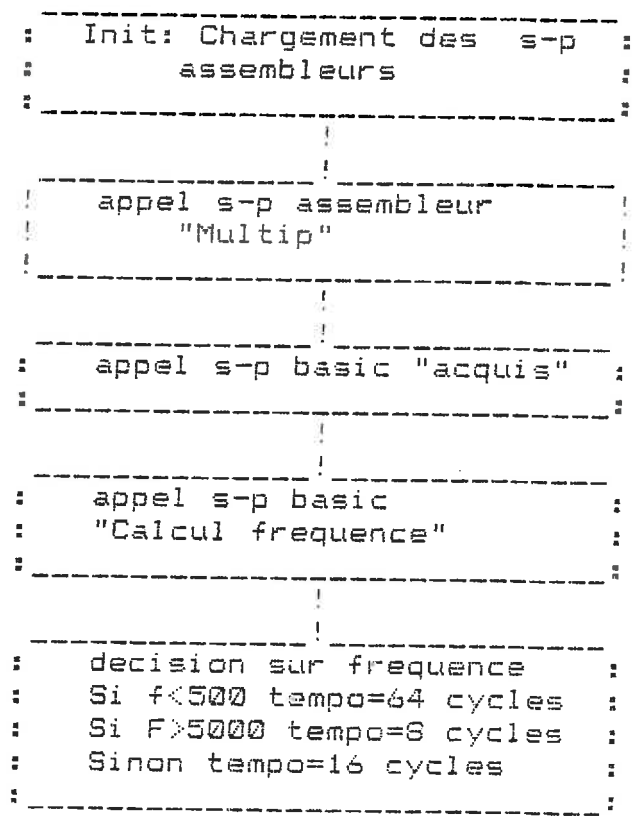 Init: Chargement des s-p
assembleurs
appel s-p assembleur
"Multip"
appel s-p basic "acquis"
appel s-p basic
"Calcul frequence"
decision sur frequence
Si f<500 tempo=64 cycles
Si F>5000 tempo=8 cycles
Sinon tempo=16 cycles